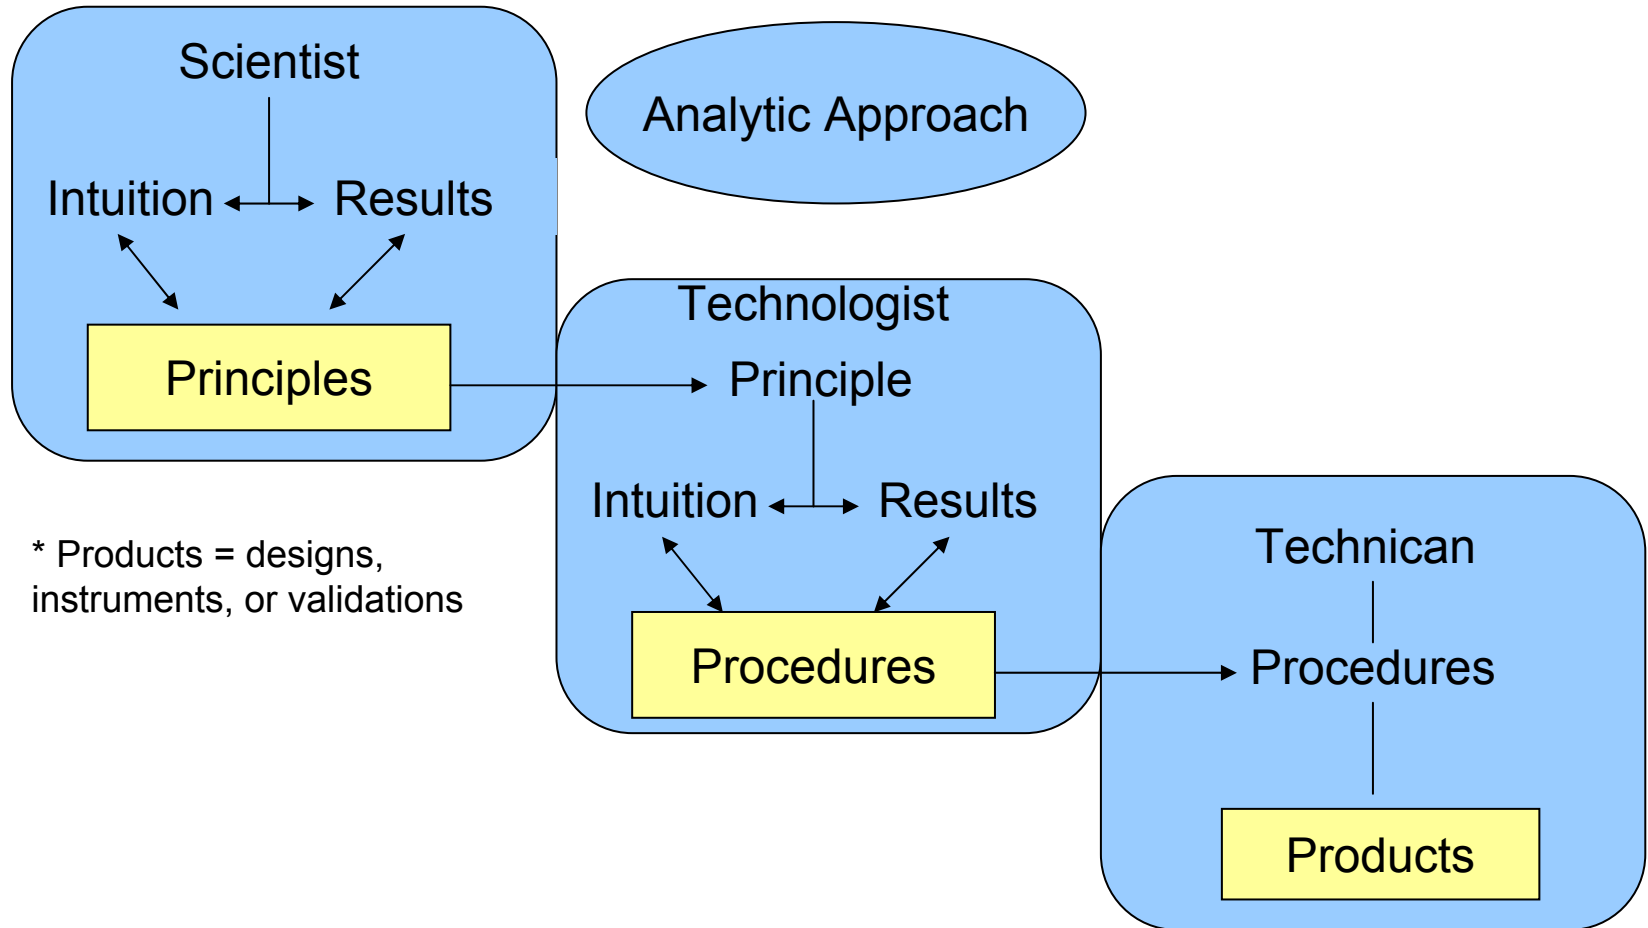 Scientist
Analytic Approach
Intuition
Results
Principles
Technologist
Principle
Intuition
Results
Procedures
* Products = designs,
instruments, or validations
Technican
Procedures
Products